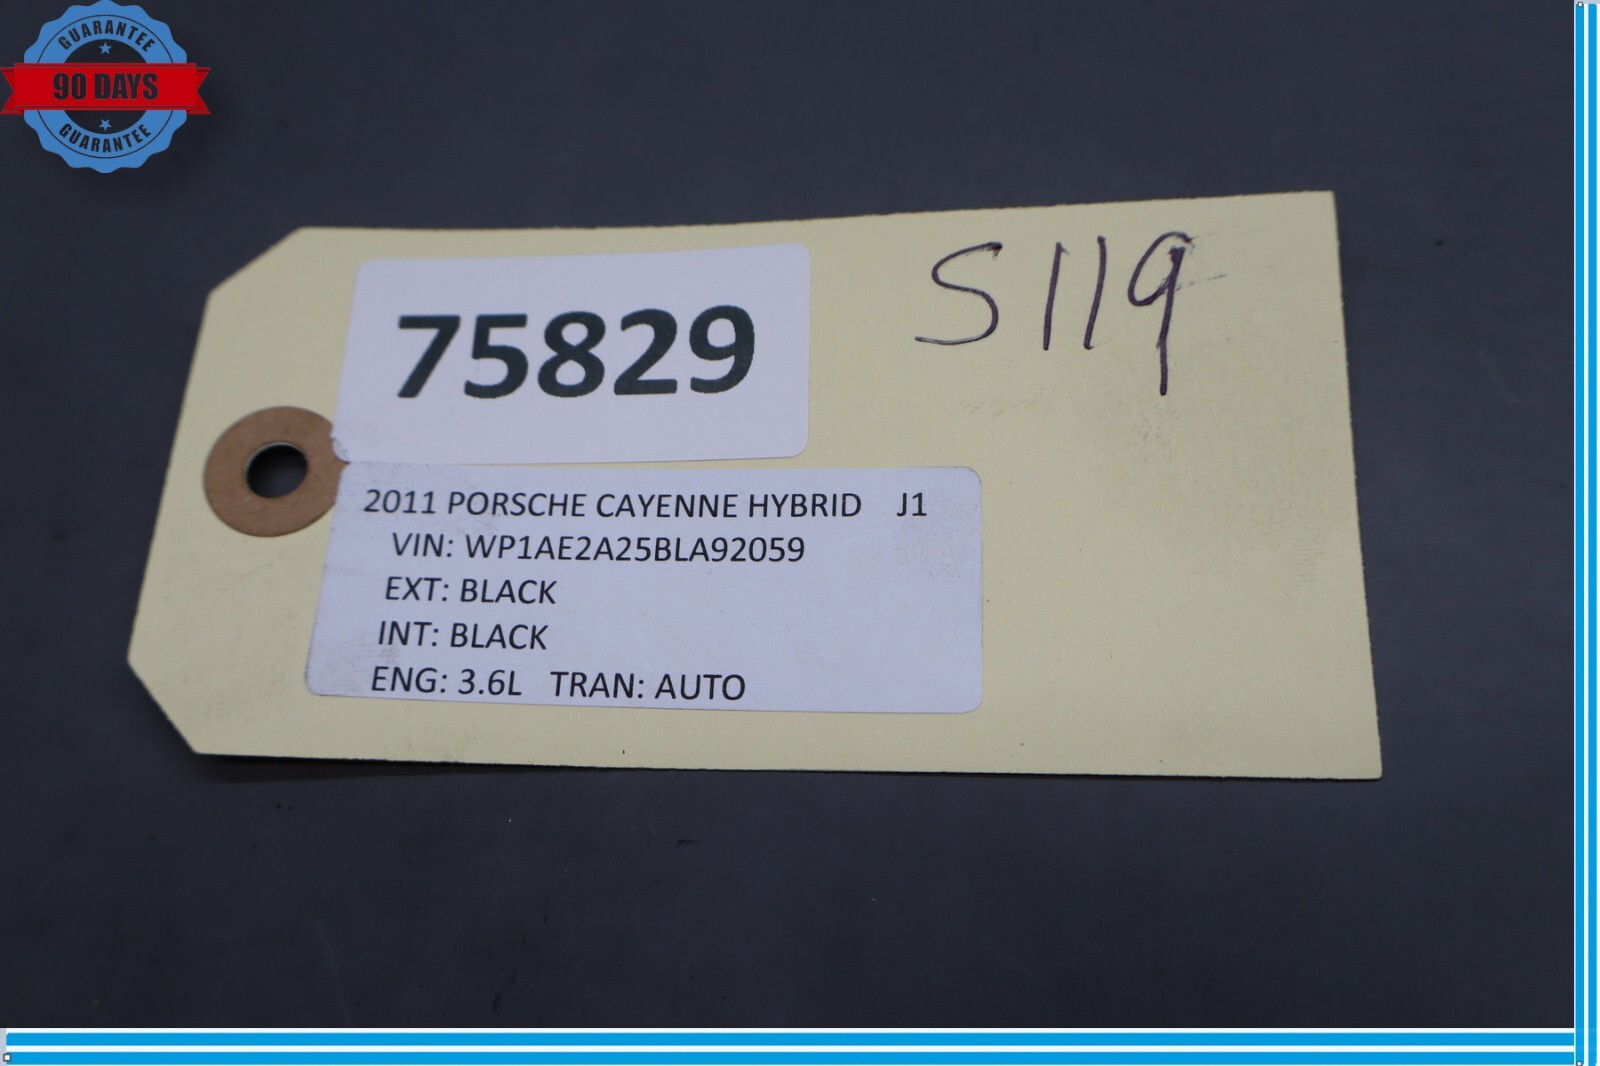 GUARANTEE
90 DAYS
GUARANTEE
S119
75829
2011 PORSCHE CAYENNE HYBRID J1
VIN: WP1AE2A25BLA92059
EXT: BLACK
INT: BLACK
ENG: 3.6L TRAN: AUTO